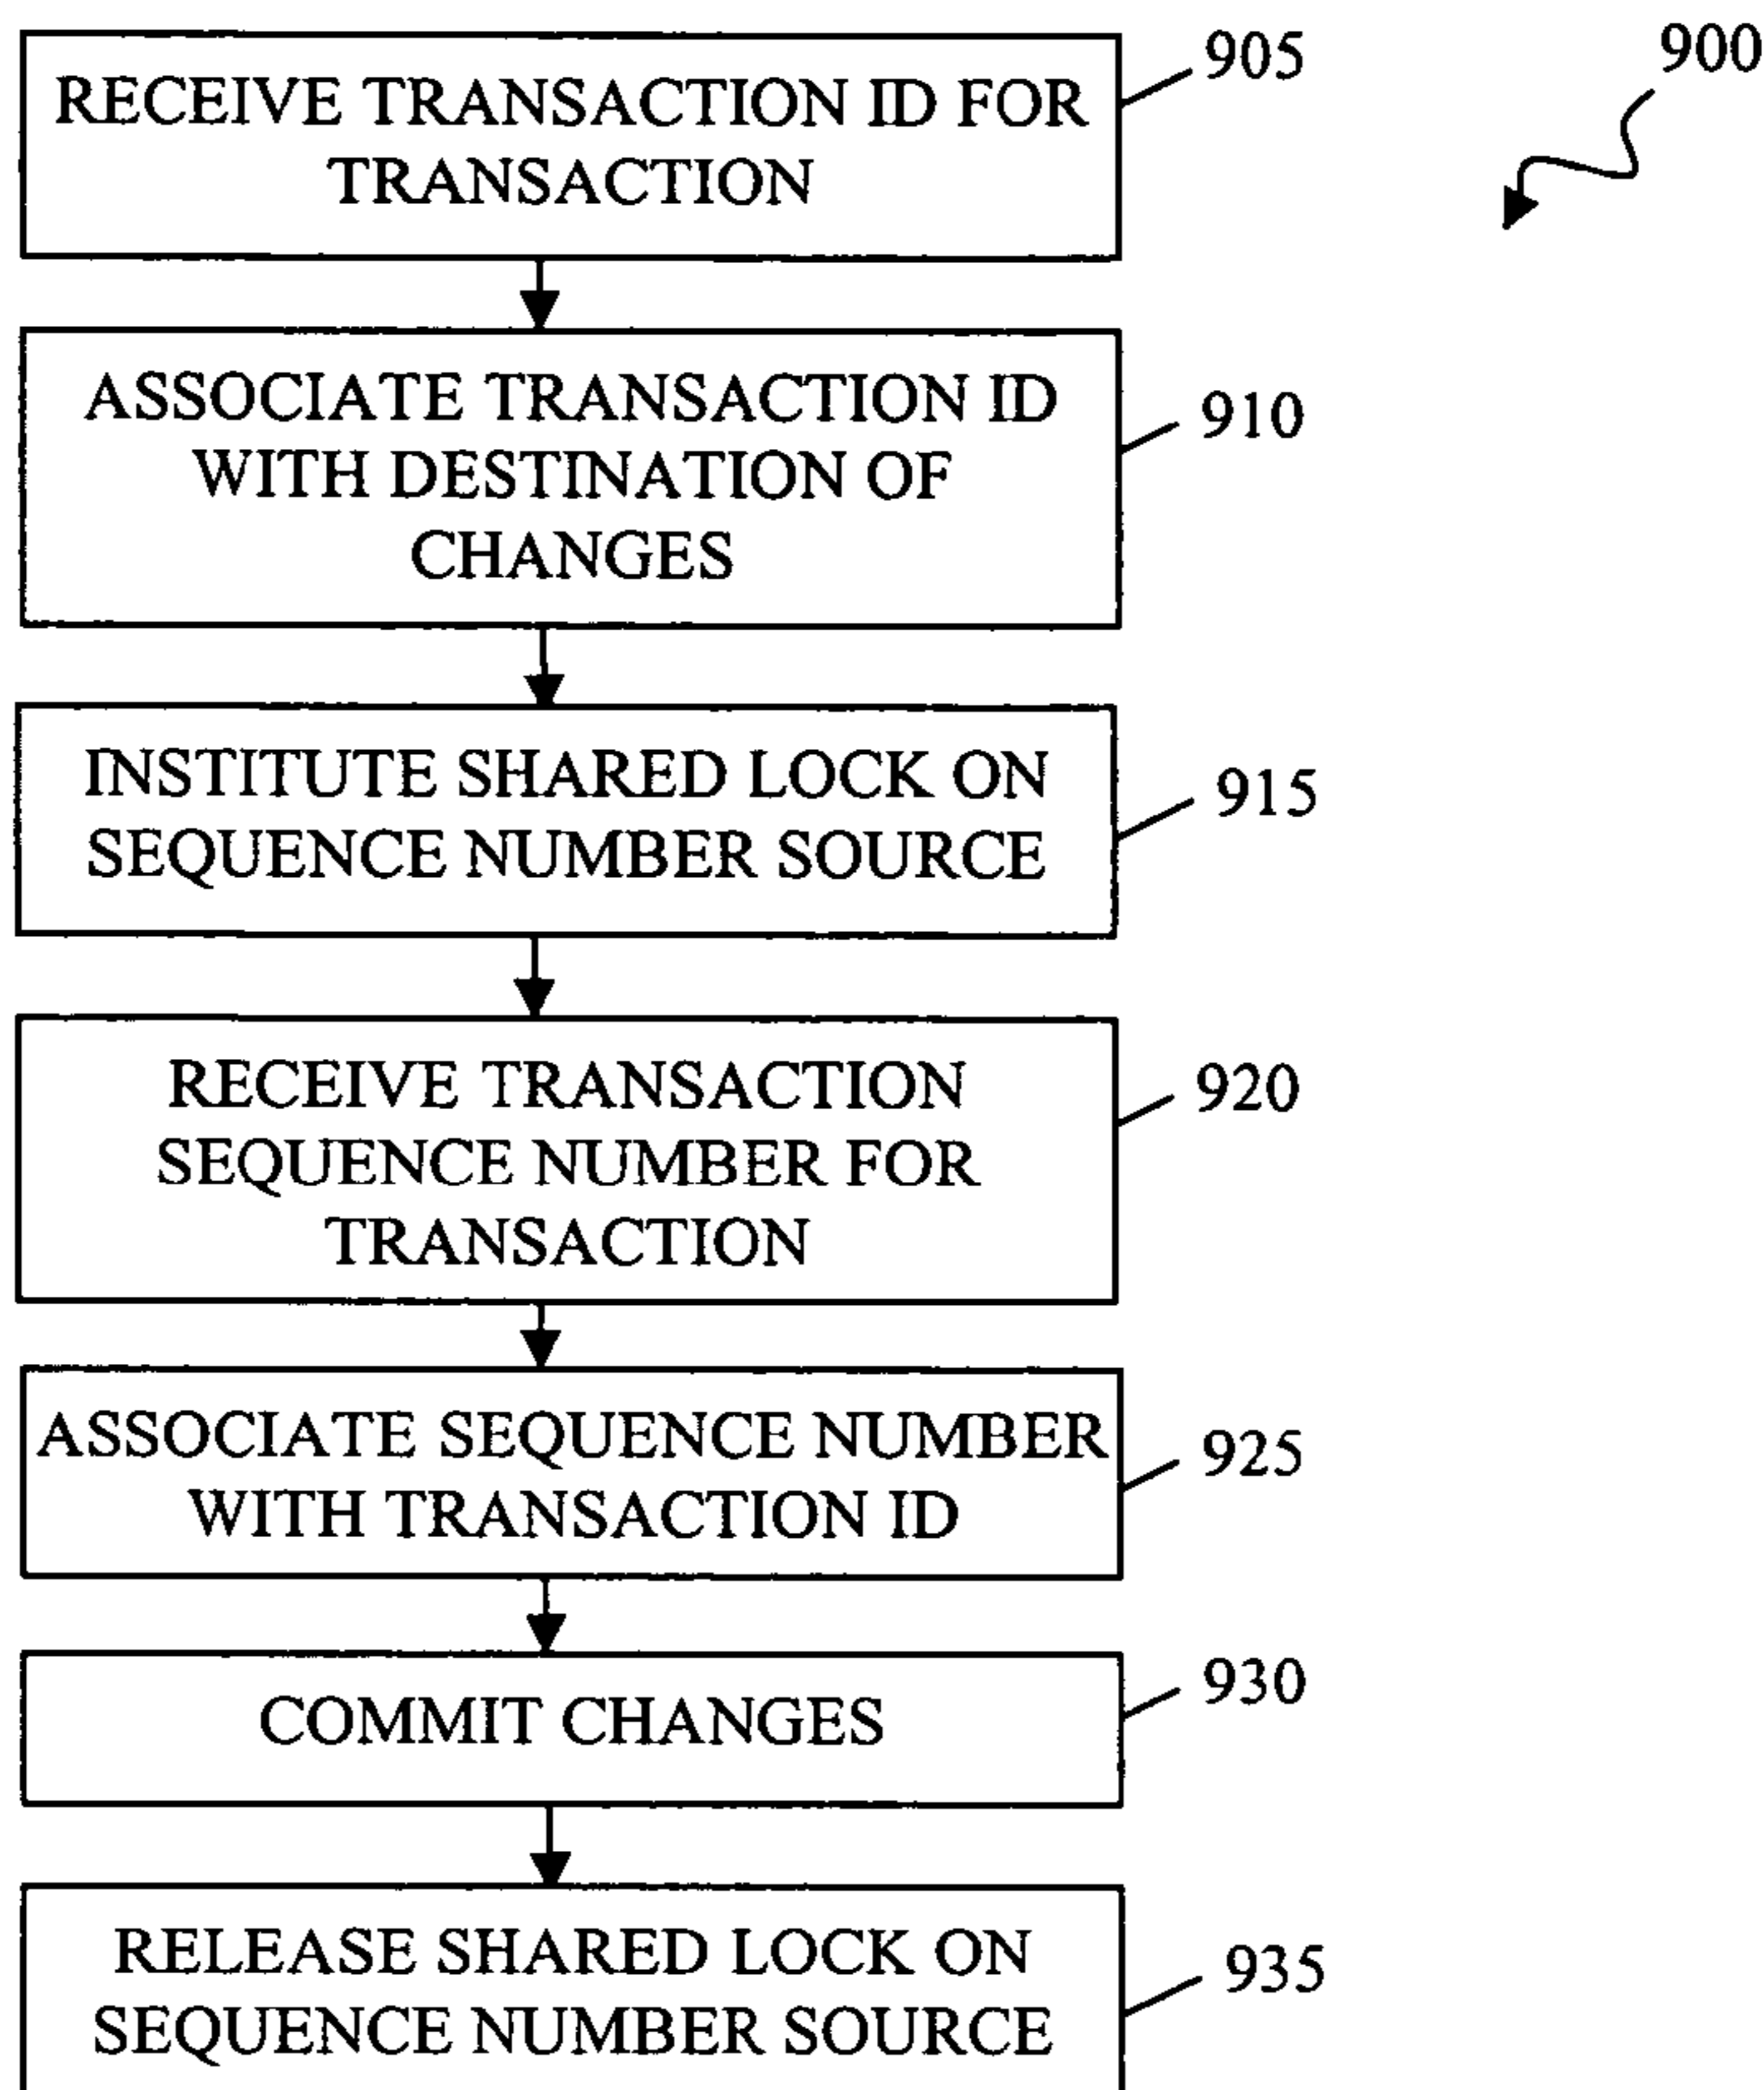 900
RECEIVE TRANSACTION ID FOR
TRANSACTION
905
ASSOCIATE TRANSACTION ID
WITH DESTINATION OF
CHANGES
910
INSTITUTE SHARED LOCK ON
SEQUENCE NUMBER SOURCE
915
RECEIVE TRANSACTION
SEQUENCE NUMBER FOR
TRANSACTION
920
ASSOCIATE SEQUENCE NUMBER
WITH TRANSACTION ID
925
COMMIT CHANGES
930
RELEASE SHARED LOCK ON
SEQUENCE NUMBER SOURCE
935